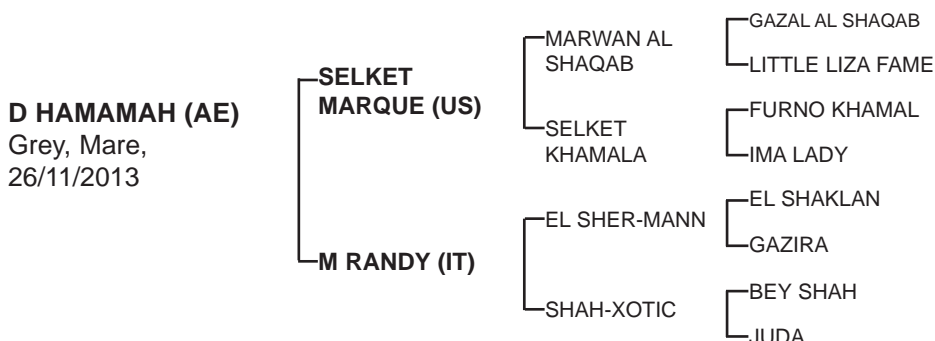 D HAMAMAH (AE)
Grey, Mare,
26/11/2013
SELKET
MARQUE (US)
M RANDY (IT)
MARWAN AL
SHAQAB
SELKET
KHAMALA
EL SHER-MANN
SHAH-XOTIC
GAZAL AL SHAQAB
LITTLE LIZA FAME
FURNO KHAMAL
IMA LADY
EL SHAKLAN
GAZIRA
BEY SHAH
JUDA